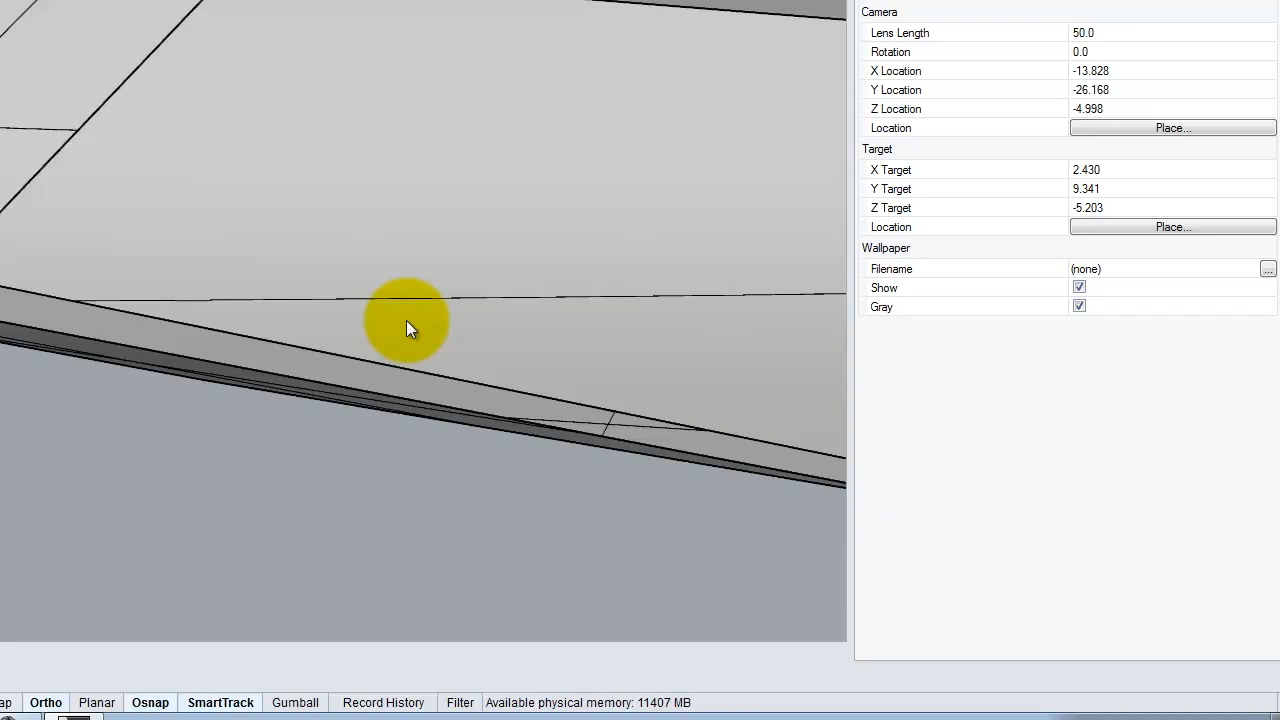 Camera
Lens Length 50.0
Rotation 0.0
X Location -13.828
Y Location -26.168
Z Location -4.998
Location Place...
Target
X Target 2.430
Y Target 9.341
Z Target -5.203
Location Place...
Wallpaper
Filename (none) ...
Show
Gray
ap Ortho Planar Osnap SmartTrack Gumball Record History Filter Available physical memory: 11407 MB